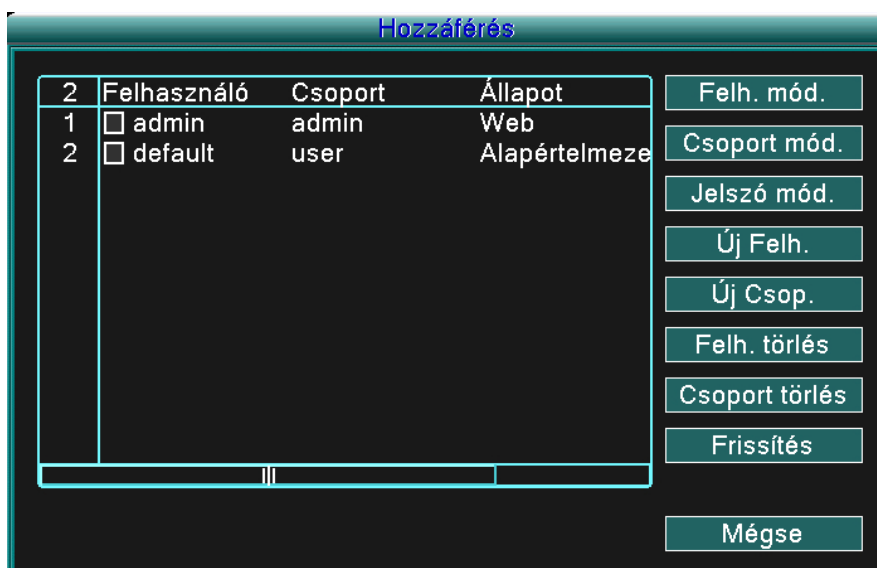 Hozzáférés
2 Felhasználó Csoport Állapot
1 admin admin Web
2 default user Alapértelmeze
Felh. mód.
Csoport mód.
Jelszó mód.
Új Felh.
Új Csop.
Felh. törlés
Csoport törlés
Frissítés
Mégse